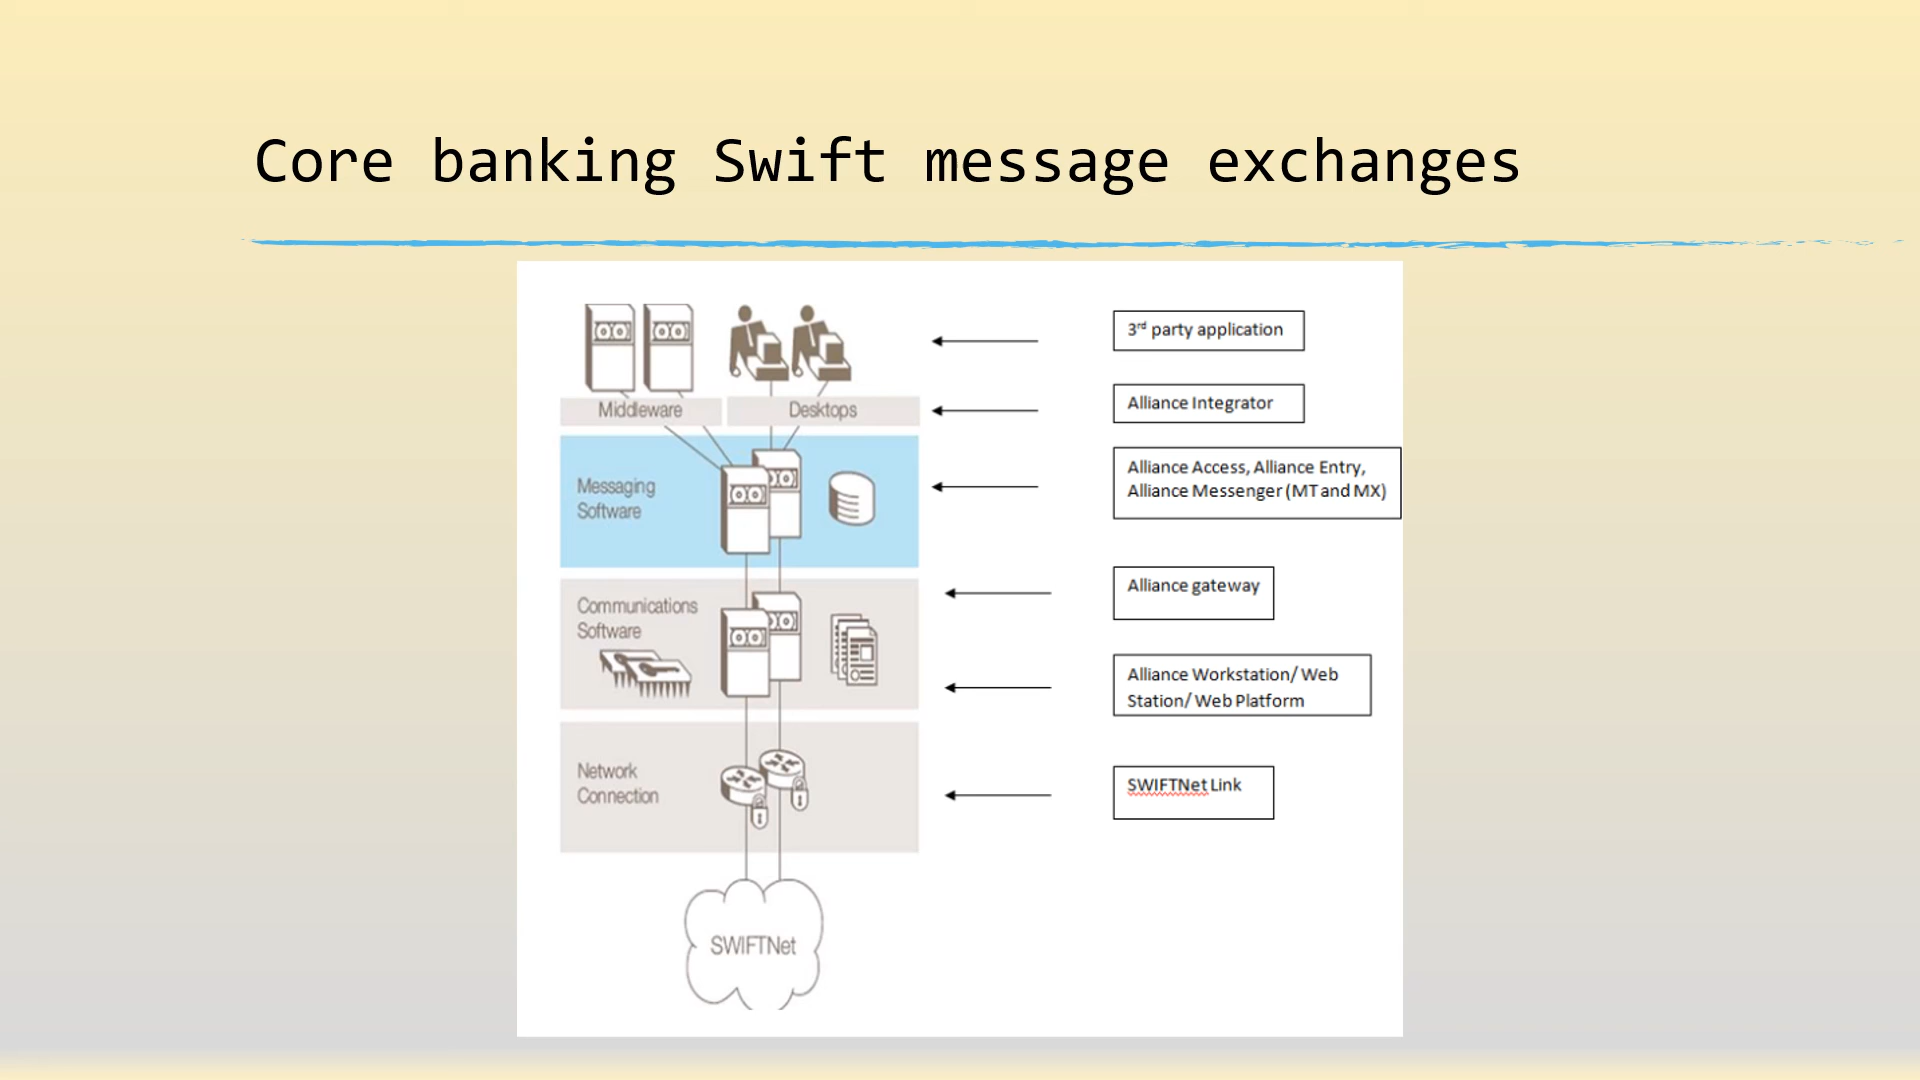 Core banking Swift message exchanges
3rd party application
Middleware
Desktops
Alliance Integrator
Messaging
Software
Alliance Access, Alliance Entry,
Alliance Messenger (MT and MX)
Communications
Software
Alliance gateway
Alliance Workstation/ Web
Station/ Web Platform
Network
Connection
SWIFTNet Link
SWIFTNet